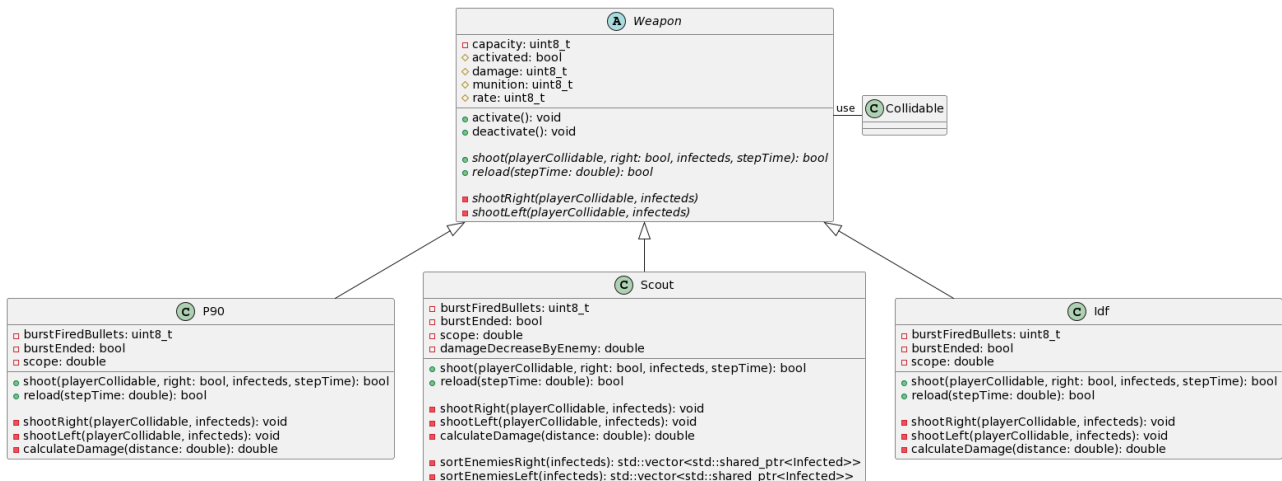 A Weapon
capacity: uint8_t
activated: bool
damage: uint8_t
munition: uint8_t
rate: uint8_t
activate(): void
deactivate(): void
shoot(playerCollidable, right: bool, infecteds, stepTime): bool
reload(stepTime: double): bool
shootRight(playerCollidable, infecteds)
shootLeft(playerCollidable, infecteds)
use
C Collidable
C P90
burstFiredBullets: uint8_t
burstEnded: bool
scope: double
shoot(playerCollidable, right: bool, infecteds, stepTime): bool
reload(stepTime: double): bool
shootRight(playerCollidable, infecteds): void
shootLeft(playerCollidable, infecteds): void
calculateDamage(distance: double): double
C Scout
burstFiredBullets: uint8_t
burstEnded: bool
scope: double
damageDecreaseByEnemy: double
shoot(playerCollidable, right: bool, infecteds, stepTime): bool
reload(stepTime: double): bool
shootRight(playerCollidable, infecteds): void
shootLeft(playerCollidable, infecteds): void
calculateDamage(distance: double): double
sortEnemiesRight(infecteds): std::vector<std::shared_ptr<Infected>>
sortEnemiesLeft(infecteds): std::vector<std::shared_ptr<Infected>>
C Idf
burstFiredBullets: uint8_t
burstEnded: bool
scope: double
shoot(playerCollidable, right: bool, infecteds, stepTime): bool
reload(stepTime: double): bool
shootRight(playerCollidable, infecteds): void
shootLeft(playerCollidable, infecteds): void
calculateDamage(distance: double): double